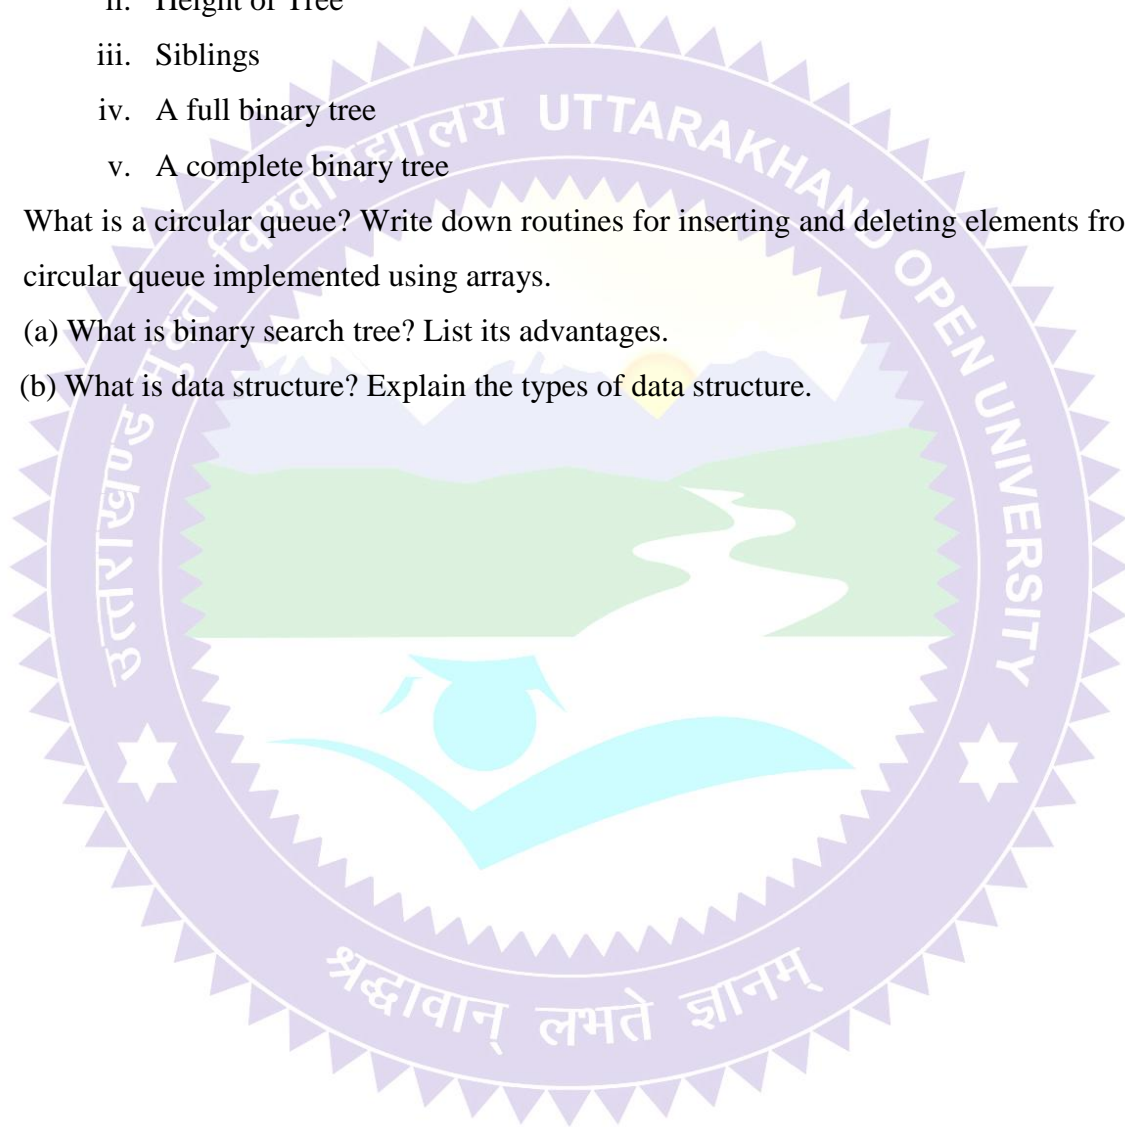 ii. Height of Tree
iii. Siblings
iv. A full binary tree
v. A complete binary tree
What is a circular queue? Write down routines for inserting and deleting elements fro
circular queue implemented using arrays.
(a) What is binary search tree? List its advantages.
(b) What is data structure? Explain the types of data structure.
उत्तराखण्ड मुक्त विश्वविद्यालय UTTARAKHAND OPEN UNIVERSITY
श्रद्धावान् लभते ज्ञानम्